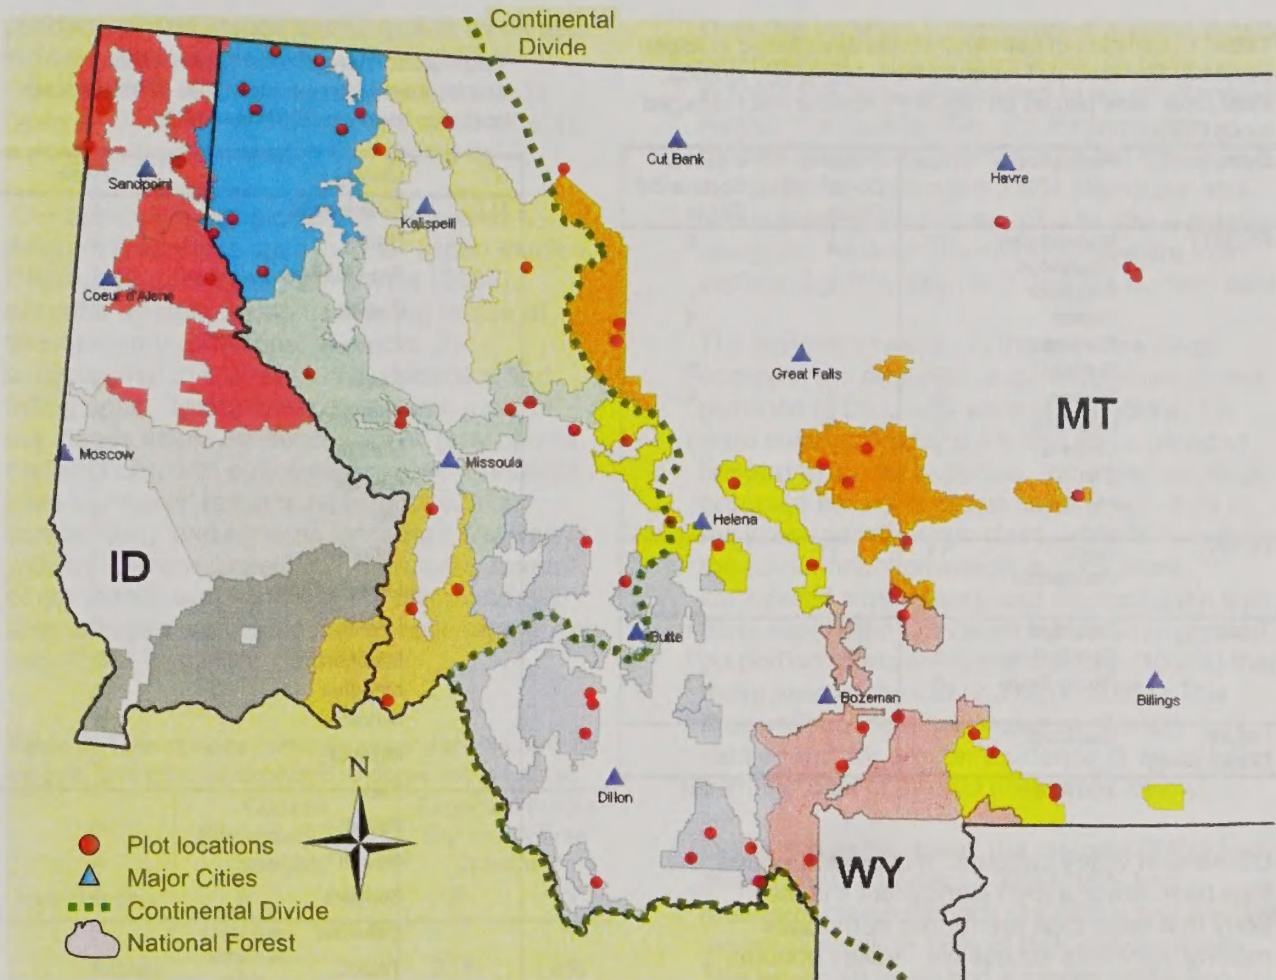 Continental
Divide
Cut Bank
Havre
Sandpoint
Kalispell
Coeur d'Alene
Great Falls
MT
Moscow
Missoula
Helena
ID
Butte
Bozeman
Billings
N
Dillon
Plot locations
Major Cities
Continental Divide
National Forest
WY